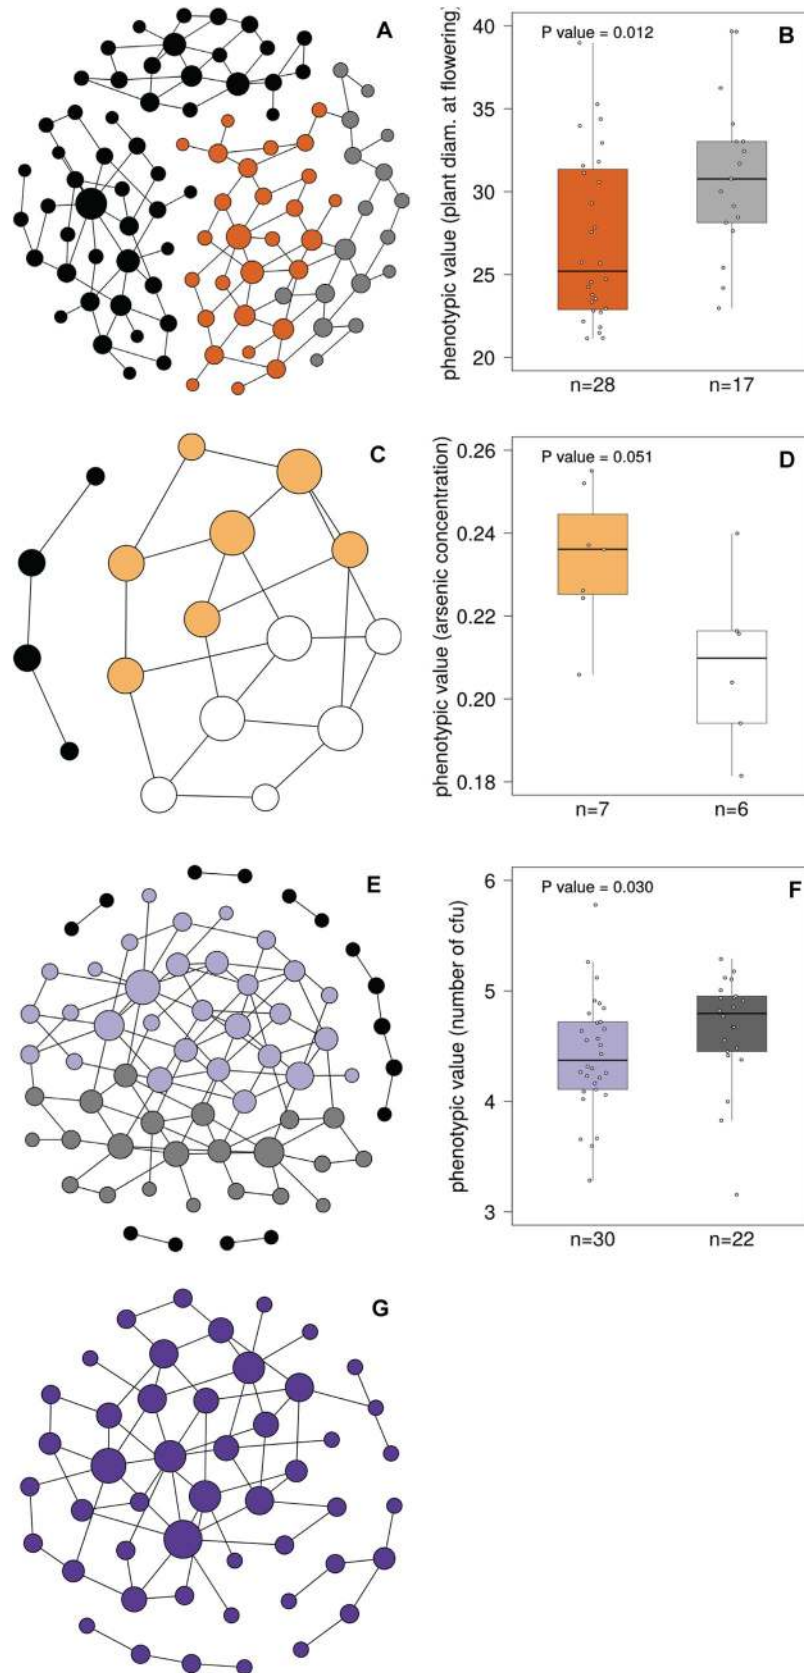 A
B
P value = 0.012
phenotypic value (plant diam. at flowering)
40
35
30
25
20
n=28
n=17
C
D
P value = 0.051
phenotypic value (arsenic concentration)
0.26
0.24
0.22
0.20
0.18
n=7
n=6
E
F
P value = 0.030
phenotypic value (number of cfu)
6
5
4
3
n=30
n=22
G